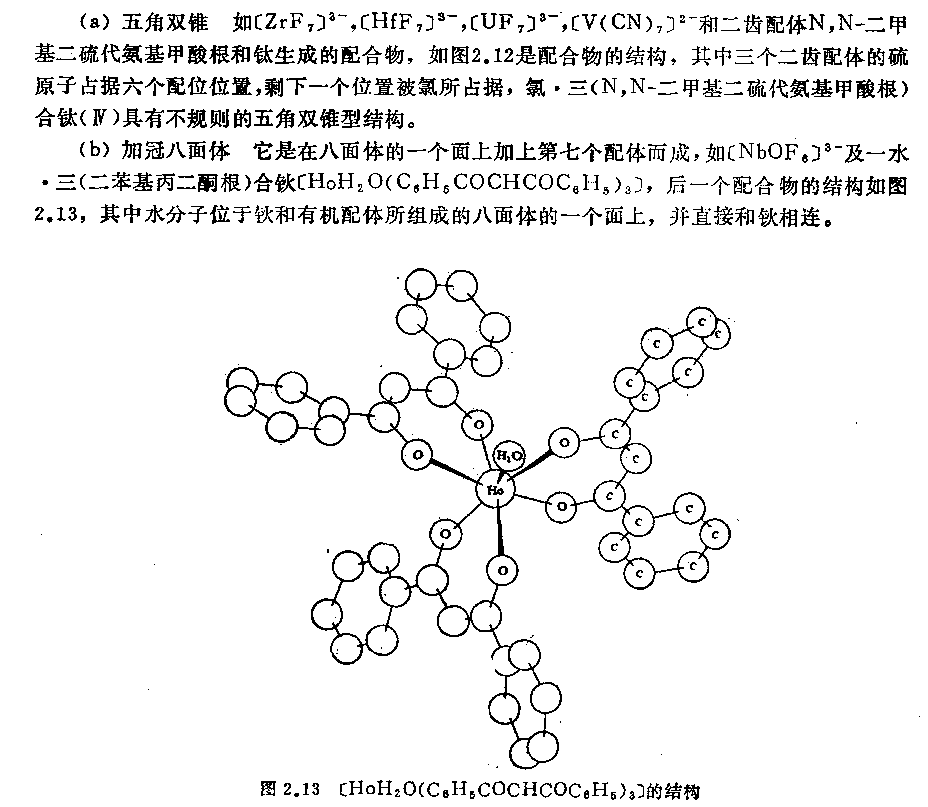 (a) 五角双锥 如〔ZrF₇〕³⁻,〔HfF₇〕³⁻,〔UF₇〕³⁻,〔V(CN)₇〕²⁻和二齿配体N,N-二甲
基二硫代氨基甲酸根和钛生成的配合物，如图2.12是配合物的结构，其中三个二齿配体的硫
原子占据六个配位位置,剩下一个位置被氯所占据，氯·三(N,N-二甲基二硫代氨基甲酸根)
合钛(Ⅳ)具有不规则的五角双锥型结构。
(b) 加冠八面体 它是在八面体的一个面上加上第七个配体而成,如〔NbOF₆〕³⁻及一水
·三(二苯基丙二酮根)合钬〔HoH₂O(C₆H₅COCHCOC₆H₅)₃〕，后一个配合物的结构如图
2.13，其中水分子位于钬和有机配体所组成的八面体的一个面上，并直接和钬相连。
C
C
C
C
C
C
O
O
C
H₂O
O
C
Ho
C
O
C
C
C
O
C
C
O
C
C
图2.13 〔HoH₂O(C₆H₅COCHCOC₆H₅)₃〕的结构